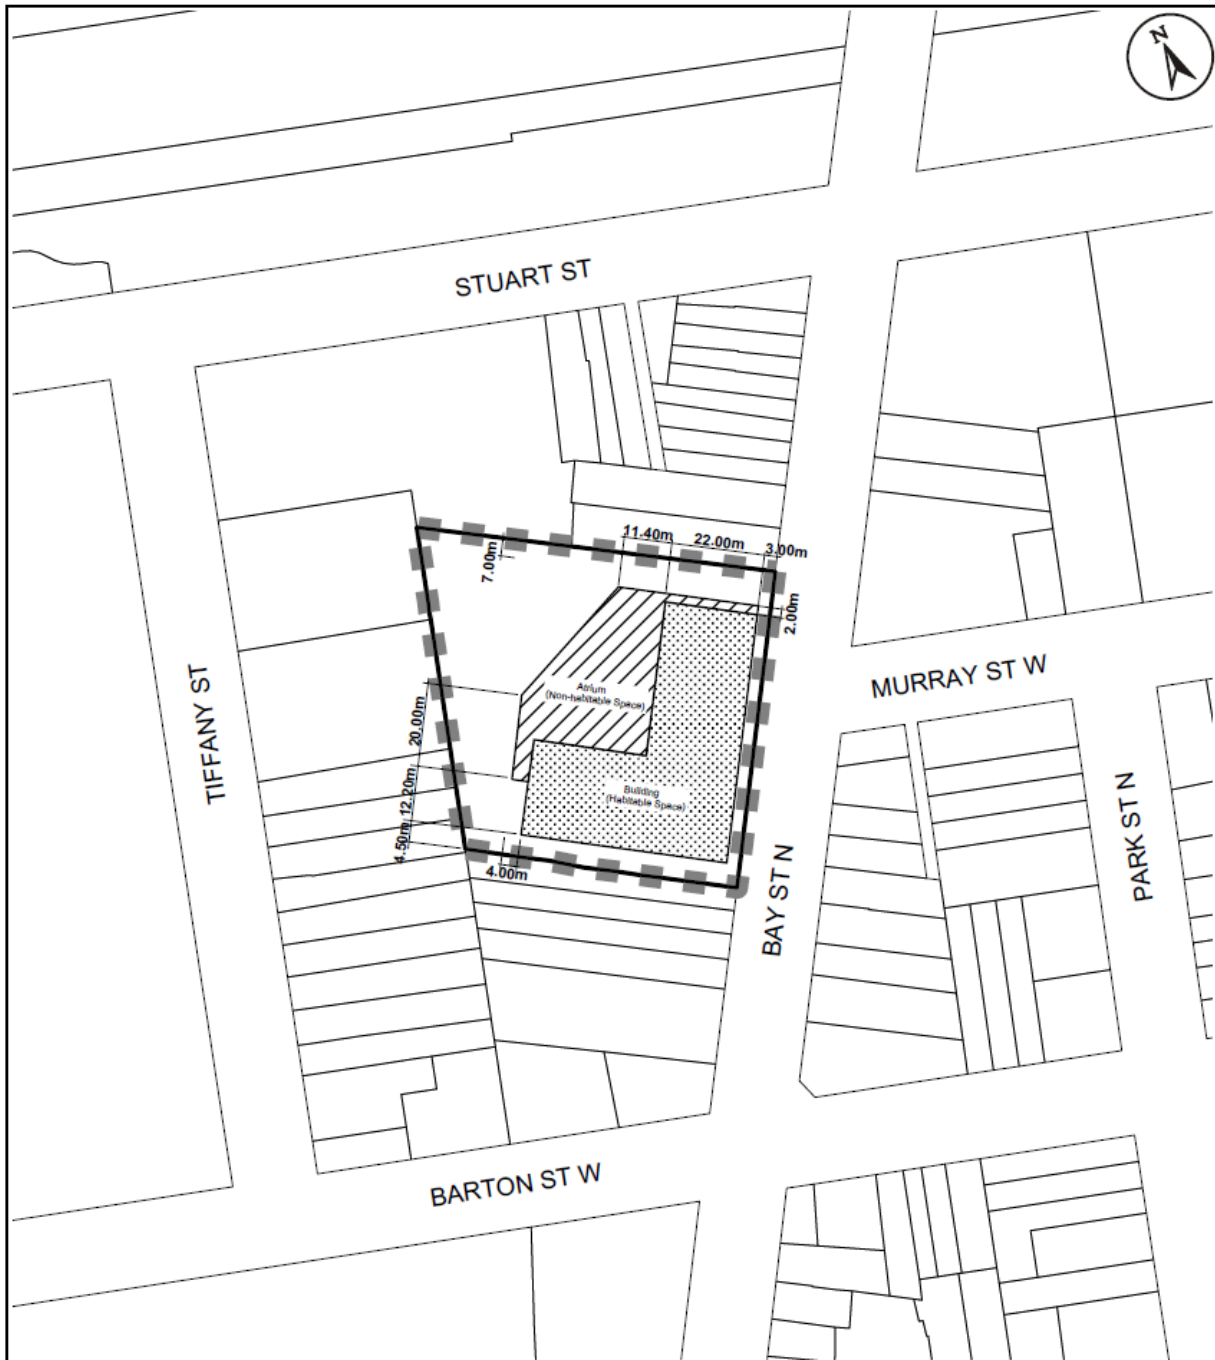 N
STUART ST
11.40m
22.00m
3.00m
7.00m
2.00m
MURRAY ST W
Atrium
(Non-habitable Space)
TIFFANY ST
20.00m
12.20m
4.50m
Building
(Habitable Space)
4.00m
BAY ST N
PARK ST N
BARTON ST W